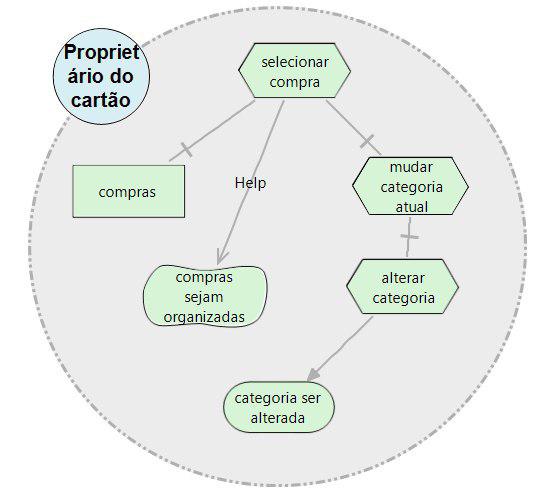 Propriet
ário do
cartão
selecionar
compra
compras
Help
mudar
categoria
atual
compras
sejam
organizadas
alterar
categoria
categoria ser
alterada